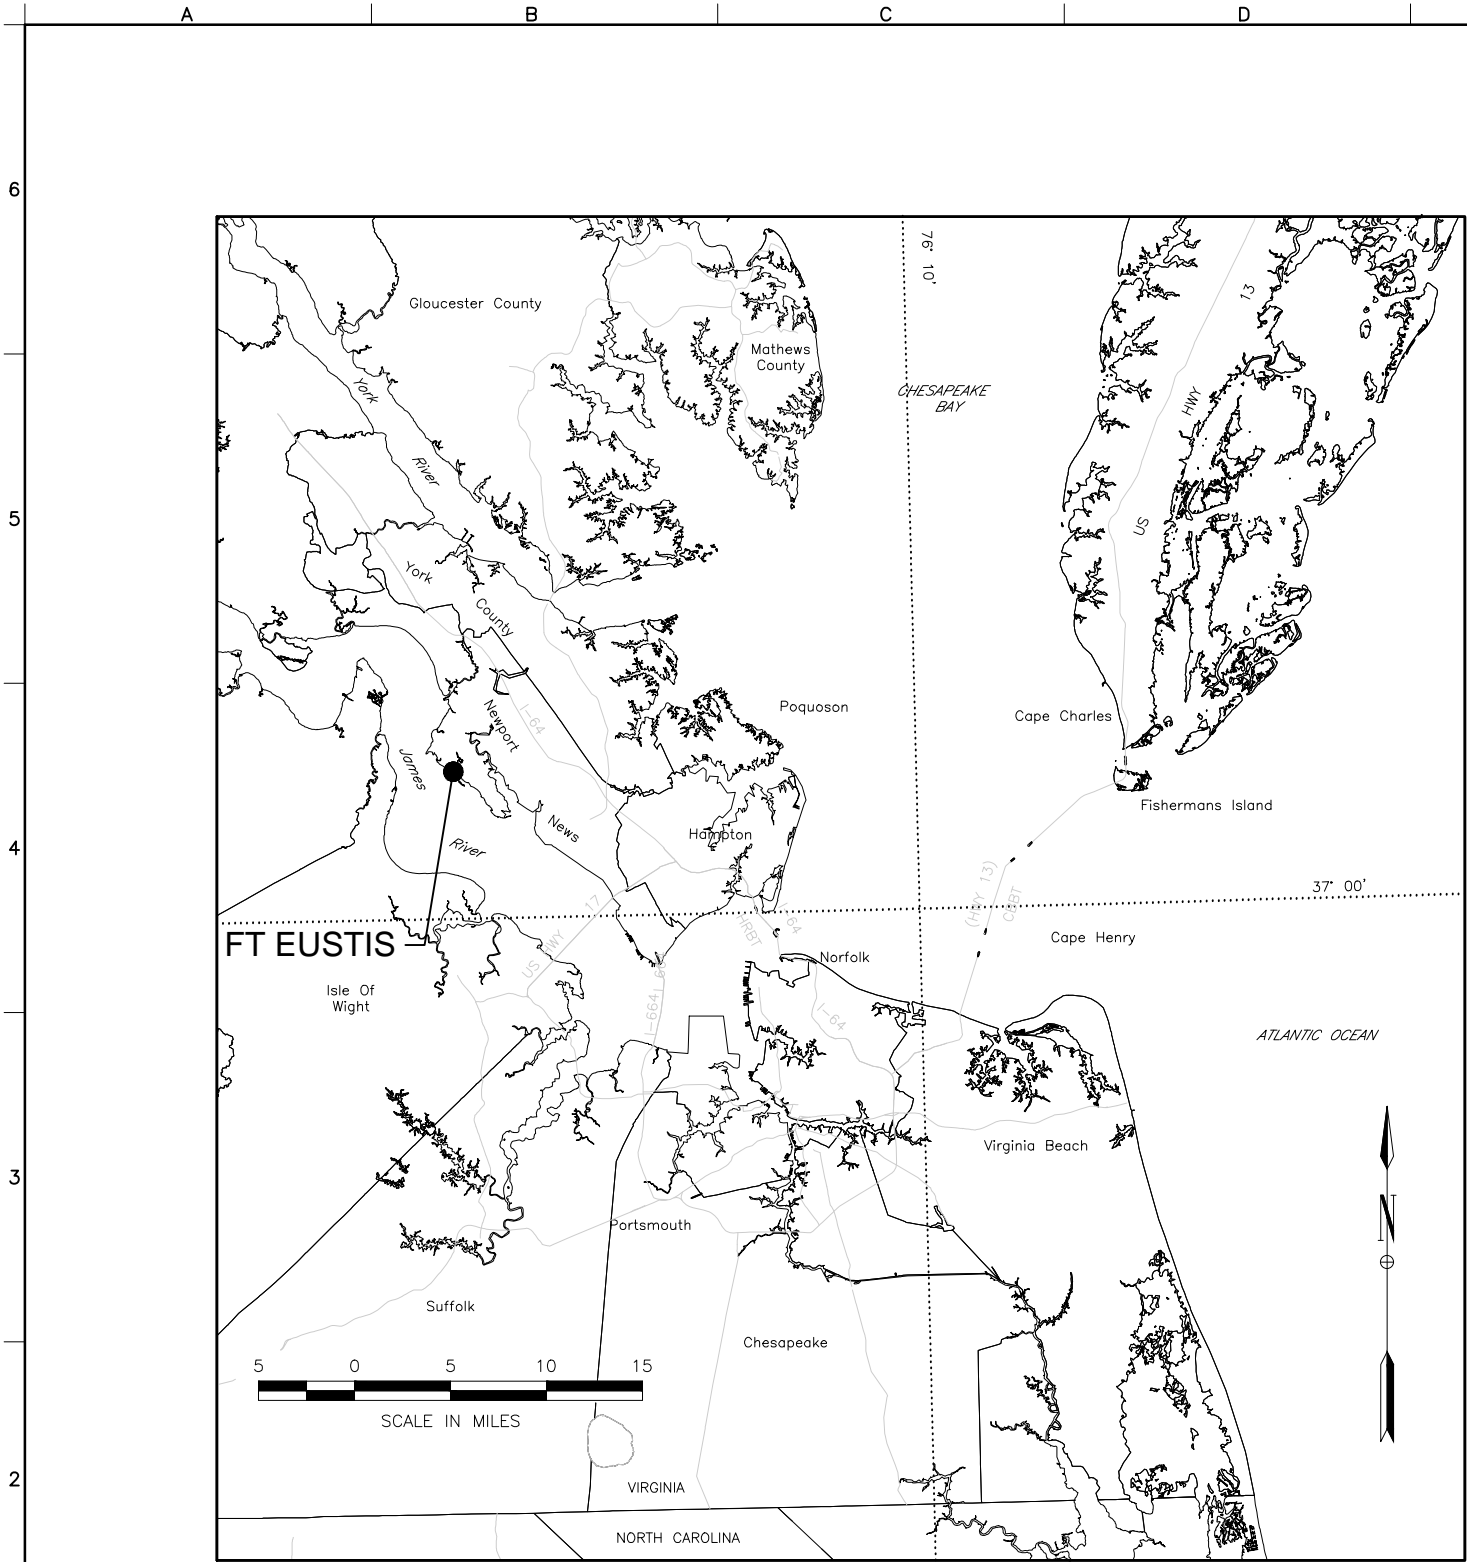 A
B
C
D
6
76° 10'
13
Gloucester County
Mathews
County
York
CHESAPEAKE
BAY
HWY
River
5
US
York
County
Newport
I-64
Poquoson
Cape Charles
James
Fishermans Island
News
Hampton
River
4
(HWY 13)
CBBT
37° 00'
17
I-64
HRBT
FT EUSTIS
US HWY
Cape Henry
Norfolk
I-66
Isle Of
Wight
I-664
I-64
ATLANTIC OCEAN
Virginia Beach
3
N
Portsmouth
Suffolk
Chesapeake
5 0 5 10 15
SCALE IN MILES
2
VIRGINIA
NORTH CAROLINA